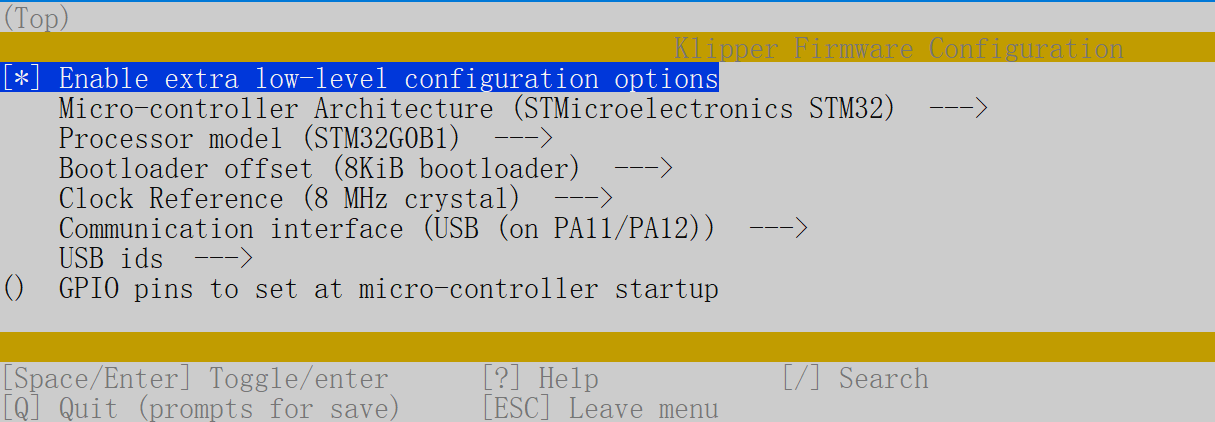 (Top)
Klipper Firmware Configuration
[*] Enable extra low-level configuration options
Micro-controller Architecture (STMicroelectronics STM32)  --->
Processor model (STM32G0B1)  --->
Bootloader offset (8KiB bootloader)  --->
Clock Reference (8 MHz crystal)  --->
Communication interface (USB (on PA11/PA12))  --->
USB ids  --->
()  GPIO pins to set at micro-controller startup
[Space/Enter] Toggle/enter [?] Help [/] Search
[Q] Quit (prompts for save) [ESC] Leave menu